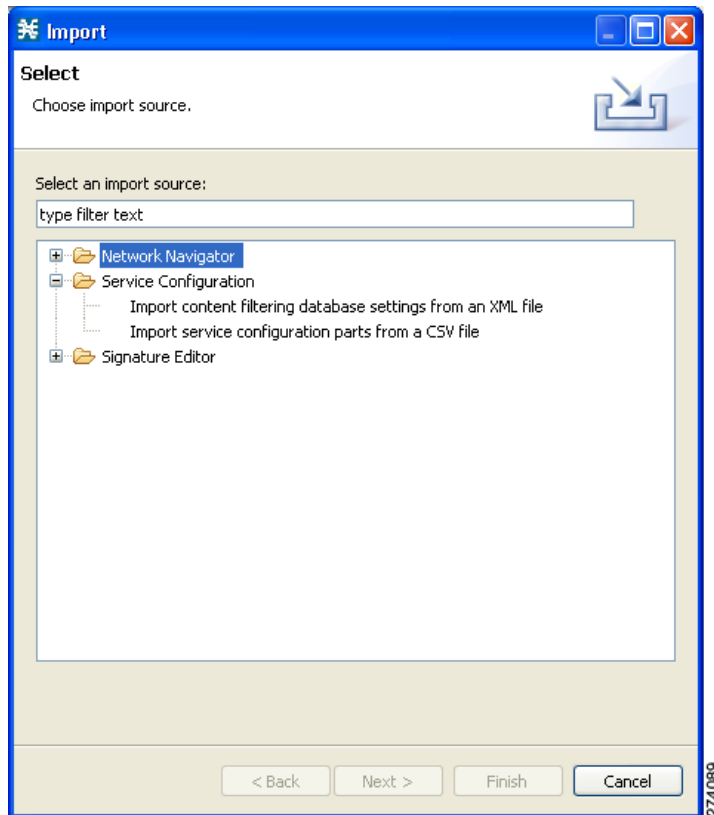 Import
Select
Choose import source.
Select an import source:
type filter text
Network Navigator
Service Configuration
Import content filtering database settings from an XML file
Import service configuration parts from a CSV file
Signature Editor
< Back Next > Finish Cancel
274089